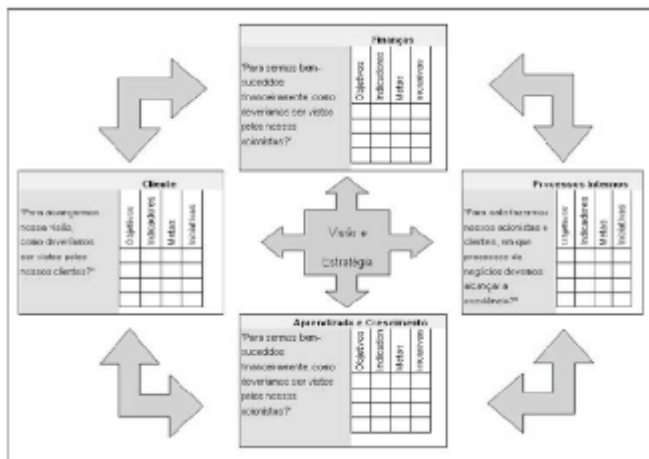 Finanças
"Para sermos bem-
sucedidos
financeiramente, como
deveríamos ser vistos
pelos nossos
acionistas?"
Objetivos
Indicadores
Metas
Iniciativas
Cliente
"Para alcançarmos
nossa visão,
como deveríamos
ser vistos pelos
nossos clientes?"
Objetivos
Indicadores
Metas
Iniciativas
Visão e
Estratégia
Processos Internos
"Para satisfazermos
nossos acionistas e
clientes, em que
processos de
negócios devemos
alcançar a
excelência?"
Objetivos
Indicadores
Metas
Iniciativas
Aprendizado e Crescimento
"Para sermos bem-
sucedidos
financeiramente, como
deveríamos ser vistos
pelos nossos
acionistas?"
Objetivos
Indicadores
Metas
Iniciativas